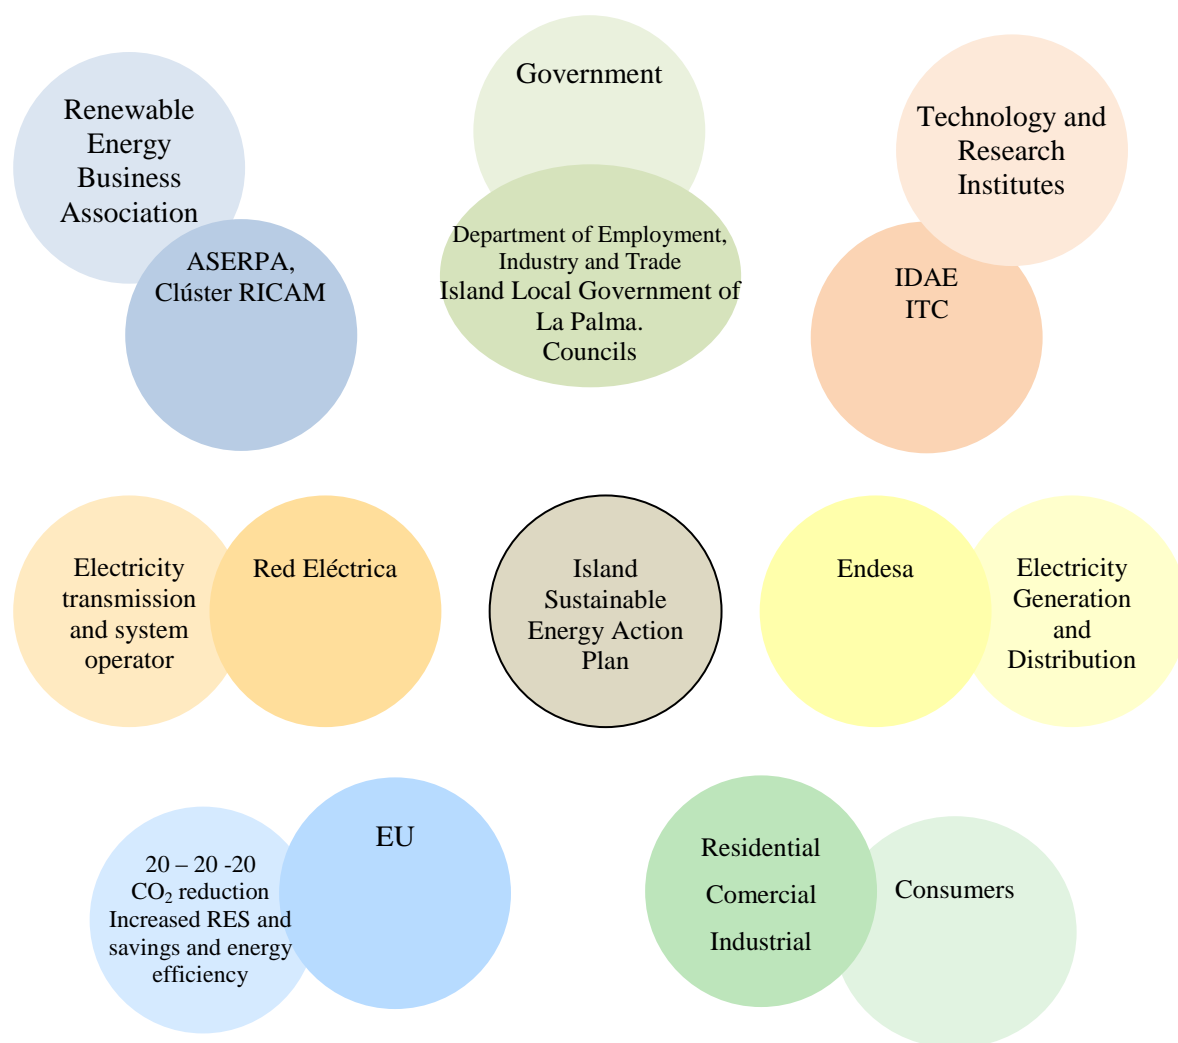 Renewable
Energy
Business
Association
ASERPA,
Clúster RICAM
Government
Department of Employment,
Industry and Trade
Island Local Government of
La Palma.
Councils
Technology and
Research
Institutes
IDAE
ITC
Electricity
transmission
and system
operator
Red Eléctrica
Island
Sustainable
Energy Action
Plan
Endesa
Electricity
Generation
and
Distribution
20 – 20 -20
CO₂ reduction
Increased RES and
savings and energy
efficiency
EU
Residential
Comercial
Industrial
Consumers